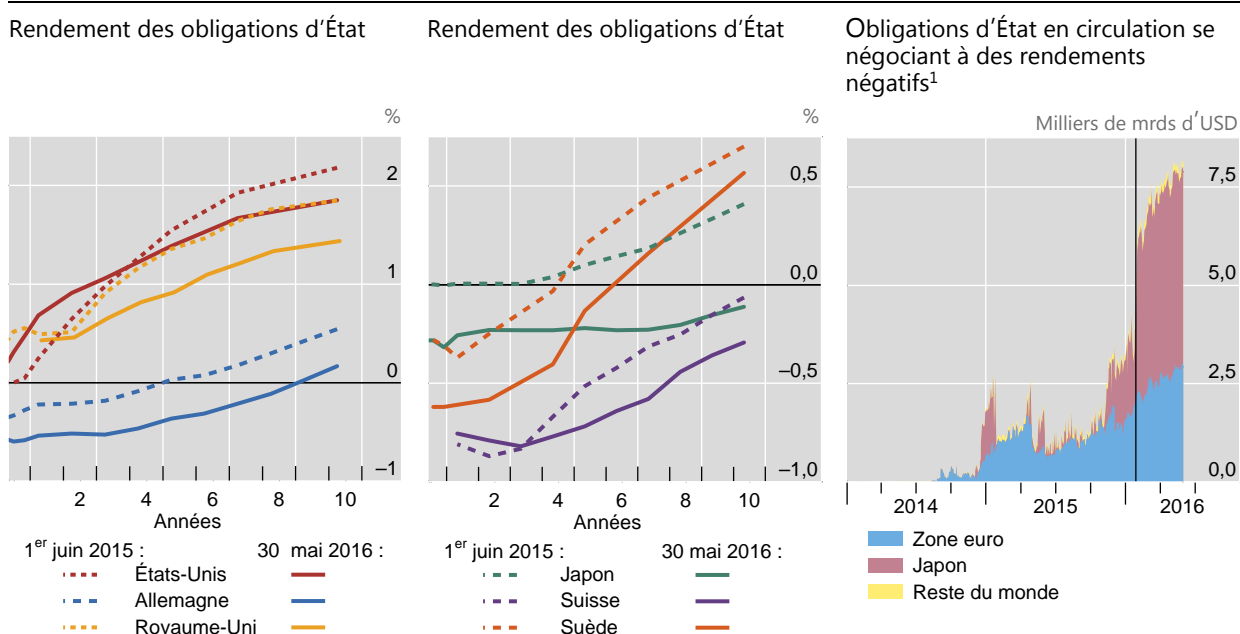 Rendement des obligations d’État
%
2
1
0
–1
2 4 6 8 10
Années
1er juin 2015 : 30 mai 2016 :
États-Unis
Allemagne
Royaume-Uni
Rendement des obligations d’État
%
0,5
0,0
–0,5
–1,0
2 4 6 8 10
Années
1er juin 2015 : 30 mai 2016 :
Japon
Suisse
Suède
Obligations d’État en circulation se
négociant à des rendements
négatifs1
Milliers de mrds d’USD
7,5
5,0
2,5
0,0
2014 2015 2016
Zone euro
Japon
Reste du monde